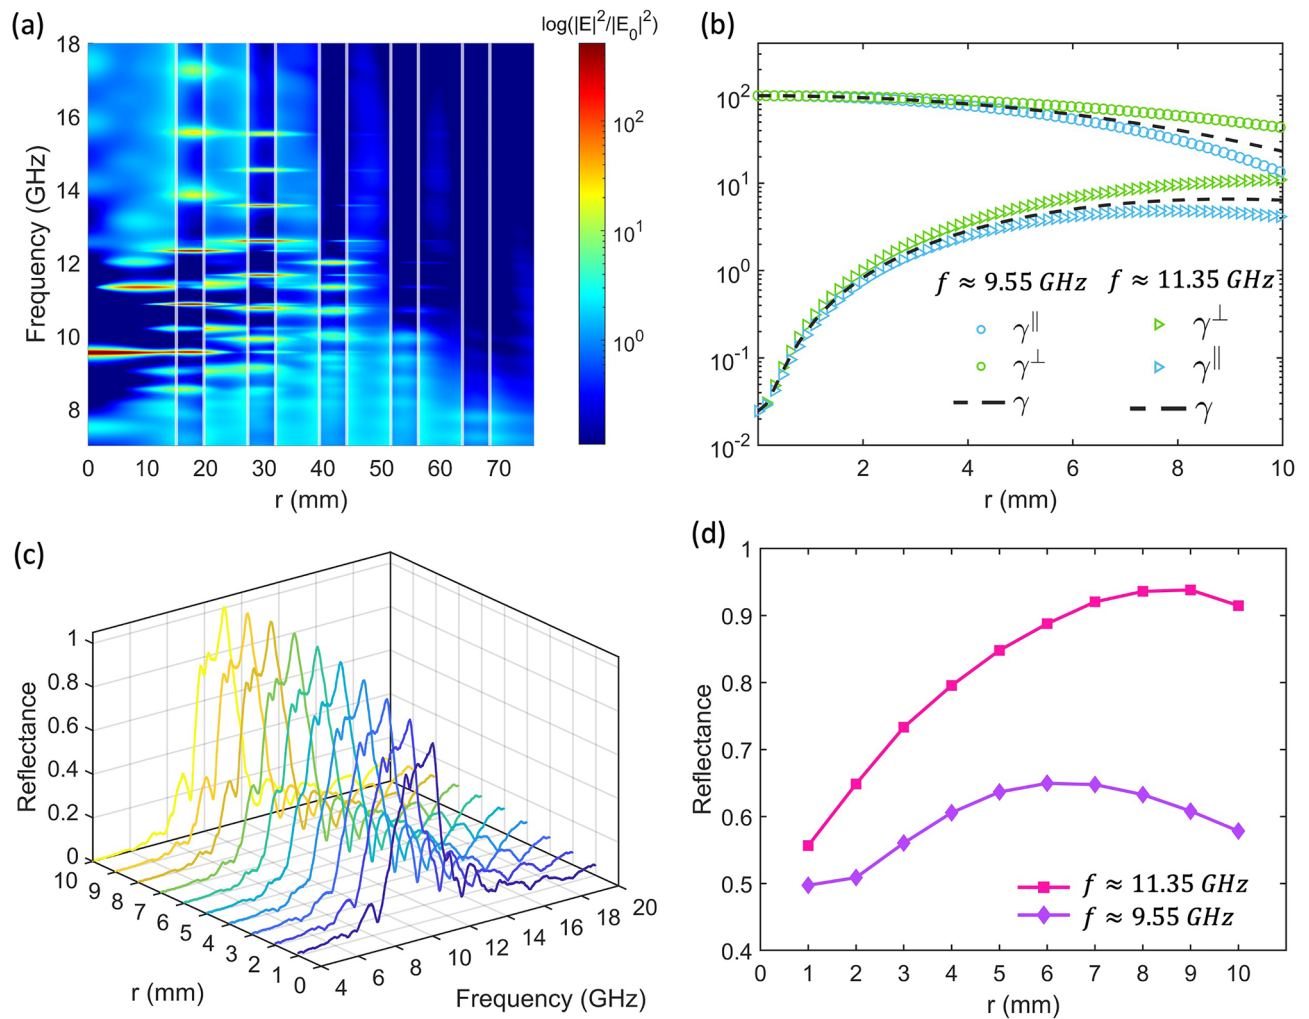 (a)
log(|E|²/|E₀|²)
18
16
14
12
10
8
Frequency (GHz)
0 10 20 30 40 50 60 70
r (mm)
10²
10¹
10⁰
(b)
10²
10¹
10⁰
10⁻¹
10⁻²
f ≈ 9.55 GHz f ≈ 11.35 GHz
γ∥ γ⊥
γ⊥ γ∥
γ γ
2 4 6 8 10
r (mm)
(c)
1
0.8
0.6
0.4
0.2
0
Reflectance
10 9 8 7 6 5 4 3 2 1 0
r (mm)
4 6 8 10 12 14 16 18 20
Frequency (GHz)
(d)
1
0.9
0.8
0.7
0.6
0.5
0.4
Reflectance
f ≈ 11.35 GHz
f ≈ 9.55 GHz
0 1 2 3 4 5 6 7 8 9 10
r (mm)